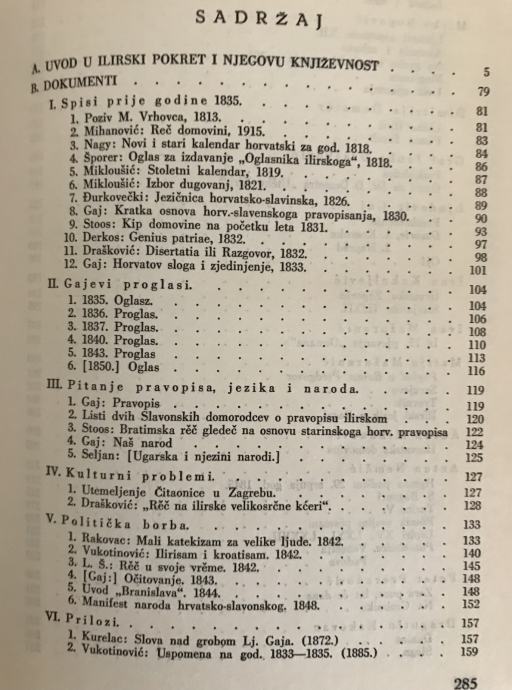 SADRŽAJ
A. UVOD U ILIRSKI POKRET I NJEGOVU KNJIŽEVNOST . . . . 5
B. DOKUMENTI . . . . . . . . . . . . 79
I. Spisi prije godine 1835. . . . . . . . . . 81
1. Poziv M. Vrhovca, 1813. . . . . . . . . . 81
2. Mihanović: Reč domovini, 1915. . . . . . . . . 83
3. Nagy: Novi i stari kalendar horvatski za god. 1818. . . . . 84
4. Šporer: Oglas za izdavanje „Oglasnika ilirskoga", 1818. . . . 86
5. Mikloušić: Stoletni kalendar, 1819. . . . . . . . 87
6. Mikloušić: Izbor dugovanj, 1821. . . . . . . . 88
7. Đurkovečki: Jezičnica horvatsko-slavinska, 1826. . . . . 89
8. Gaj: Kratka osnova horv.-slavenskoga pravopisanja, 1830. . . 90
9. Stoos: Kip domovine na početku leta 1831. . . . . . 93
10. Derkos: Genius patriae, 1832. . . . . . . . . 97
11. Drašković: Disertatia ili Razgovor, 1832. . . . . . 98
12. Gaj: Horvatov sloga i zjedinjenje, 1833. . . . . . 101
II. Gajevi proglasi. . . . . . . . . . . 104
1. 1835. Oglasz. . . . . . . . . . . 104
2. 1836. Proglas. . . . . . . . . . . 106
3. 1837. Proglas. . . . . . . . . . . 108
4. 1840. Proglas. . . . . . . . . . . 110
5. 1843. Proglas . . . . . . . . . . 113
6. [1850.] Oglas . . . . . . . . . . 116
III. Pitanje pravopisa, jezika i naroda. . . . . 119
1. Gaj: Pravopis . . . . . . . . . . 119
2. Listi dvih Slavonskih domorodcev o pravopisu ilirskom . . . 120
3. Stoos: Bratimska rěč gledeč na osnovu starinskoga horv. pravopisa 122
4. Gaj: Naš narod . . . . . . . . . . 124
5. Seljan: [Ugarska i njezini narodi.] . . . . . . 125
IV. Kulturni problemi. . . . . . . . . . 127
1. Utemeljenje Čitaonice u Zagrebu. . . . . . . . 127
2. Drašković: „Rěč na ilirske velikosrčne kćeri". . . . . . 128
V. Politička borba. . . . . . . . . . . 133
1. Rakovac: Mali katekizam za velike ljude. 1842. . . . . 133
2. Vukotinović: Ilirisam i kroatisam. 1842. . . . . . . 140
3. L. Š.: Rěč u svoje vrěme. 1842. . . . . . . . 145
4. [Gaj:] Očitovanje. 1843. . . . . . . . . . 148
5. Uvod „Branislava". 1844. . . . . . . . . . 148
6. Manifest naroda hrvatsko-slavonskog. 1848. . . . . . 152
VI. Prilozi. . . . . . . . . . . . 157
1. Kurelac: Slova nad grobom Lj. Gaja. (1872.) . . . . . 157
2. Vukotinović: Uspomena na god. 1833—1835. (1885.) . . . . 159
285